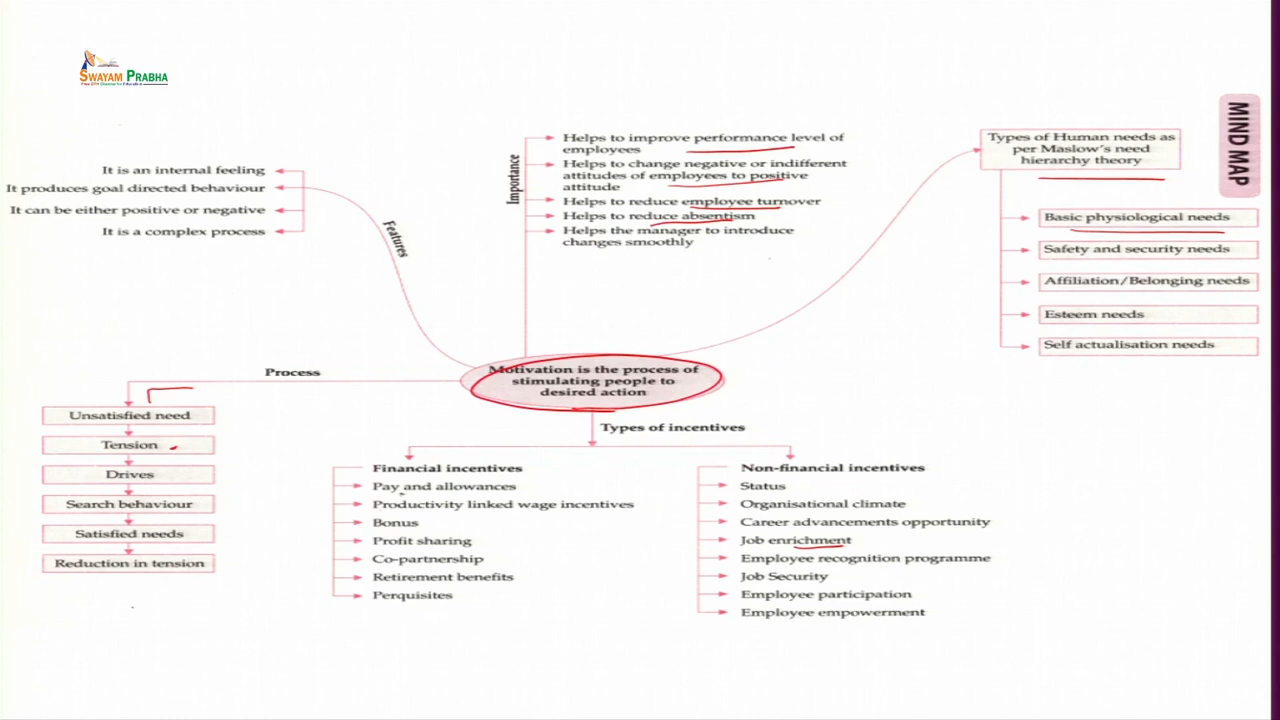 SWAYAM PRABHA
MIND MAP
It is an internal feeling
It produces goal directed behaviour
It can be either positive or negative
It is a complex process
Features
Importance
Helps to improve performance level of
employees
Helps to change negative or indifferent
attitudes of employees to positive
attitude
Helps to reduce employee turnover
Helps to reduce absentism
Helps the manager to introduce
changes smoothly
Types of Human needs as
per Maslow's need
hierarchy theory
Basic physiological needs
Safety and security needs
Affiliation/Belonging needs
Esteem needs
Self actualisation needs
Motivation is the process of
stimulating people to
desired action
Process
Unsatisfied need
Tension
Drives
Search behaviour
Satisfied needs
Reduction in tension
Types of incentives
Financial incentives
Pay and allowances
Productivity linked wage incentives
Bonus
Profit sharing
Co-partnership
Retirement benefits
Perquisites
Non-financial incentives
Status
Organisational climate
Career advancements opportunity
Job enrichment
Employee recognition programme
Job Security
Employee participation
Employee empowerment